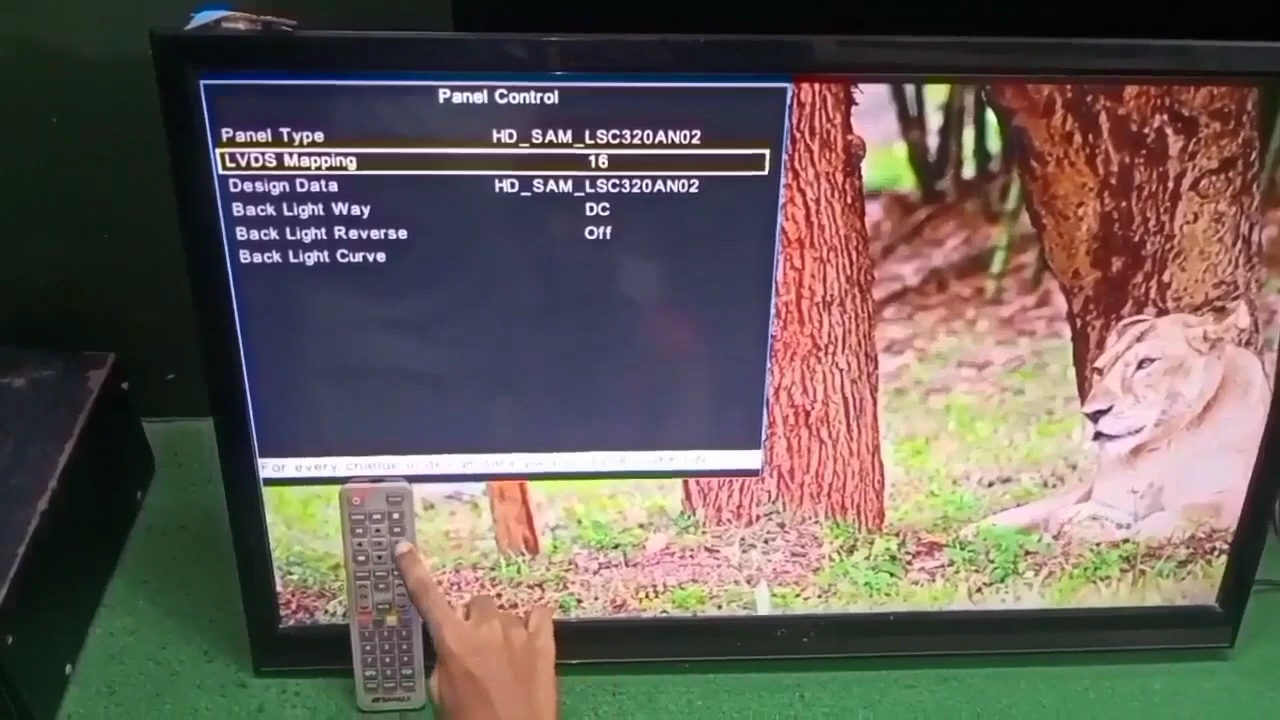 Panel Control
Panel Type HD_SAM_LSC320AN02
LVDS Mapping 16
Design Data HD_SAM_LSC320AN02
Back Light Way DC
Back Light Reverse Off
Back Light Curve
For every change